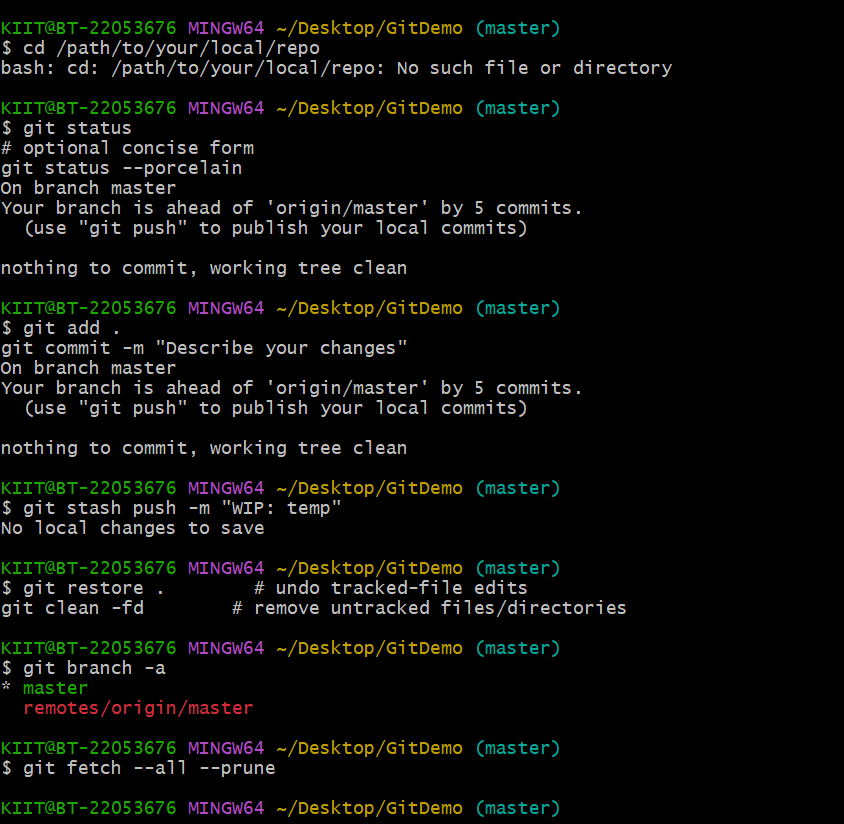 KIIT@BT-22053676 MINGW64 ~/Desktop/GitDemo (master)
$ cd /path/to/your/local/repo
bash: cd: /path/to/your/local/repo: No such file or directory
KIIT@BT-22053676 MINGW64 ~/Desktop/GitDemo (master)
$ git status
# optional concise form
git status --porcelain
On branch master
Your branch is ahead of 'origin/master' by 5 commits.
  (use "git push" to publish your local commits)
nothing to commit, working tree clean
KIIT@BT-22053676 MINGW64 ~/Desktop/GitDemo (master)
$ git add .
git commit -m "Describe your changes"
On branch master
Your branch is ahead of 'origin/master' by 5 commits.
  (use "git push" to publish your local commits)
nothing to commit, working tree clean
KIIT@BT-22053676 MINGW64 ~/Desktop/GitDemo (master)
$ git stash push -m "WIP: temp"
No local changes to save
KIIT@BT-22053676 MINGW64 ~/Desktop/GitDemo (master)
$ git restore .        # undo tracked-file edits
git clean -fd        # remove untracked files/directories
KIIT@BT-22053676 MINGW64 ~/Desktop/GitDemo (master)
$ git branch -a
* master
  remotes/origin/master
KIIT@BT-22053676 MINGW64 ~/Desktop/GitDemo (master)
$ git fetch --all --prune
KIIT@BT-22053676 MINGW64 ~/Desktop/GitDemo (master)